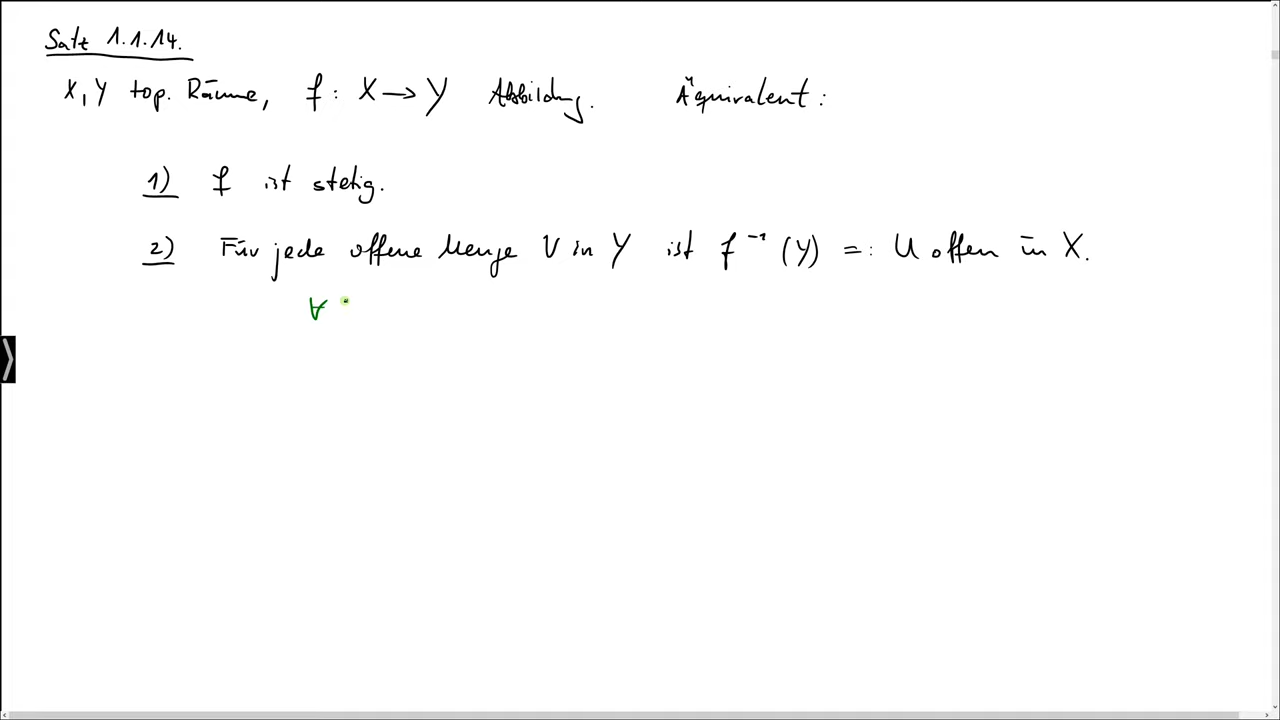 Satz 1.1.14.
X, Y top. Räume, f: X → Y Abbildung. Äquivalent:
1) f ist stetig.
2) Für jede offene Menge V in Y ist f⁻¹(Y) =: U offen in X.
∀